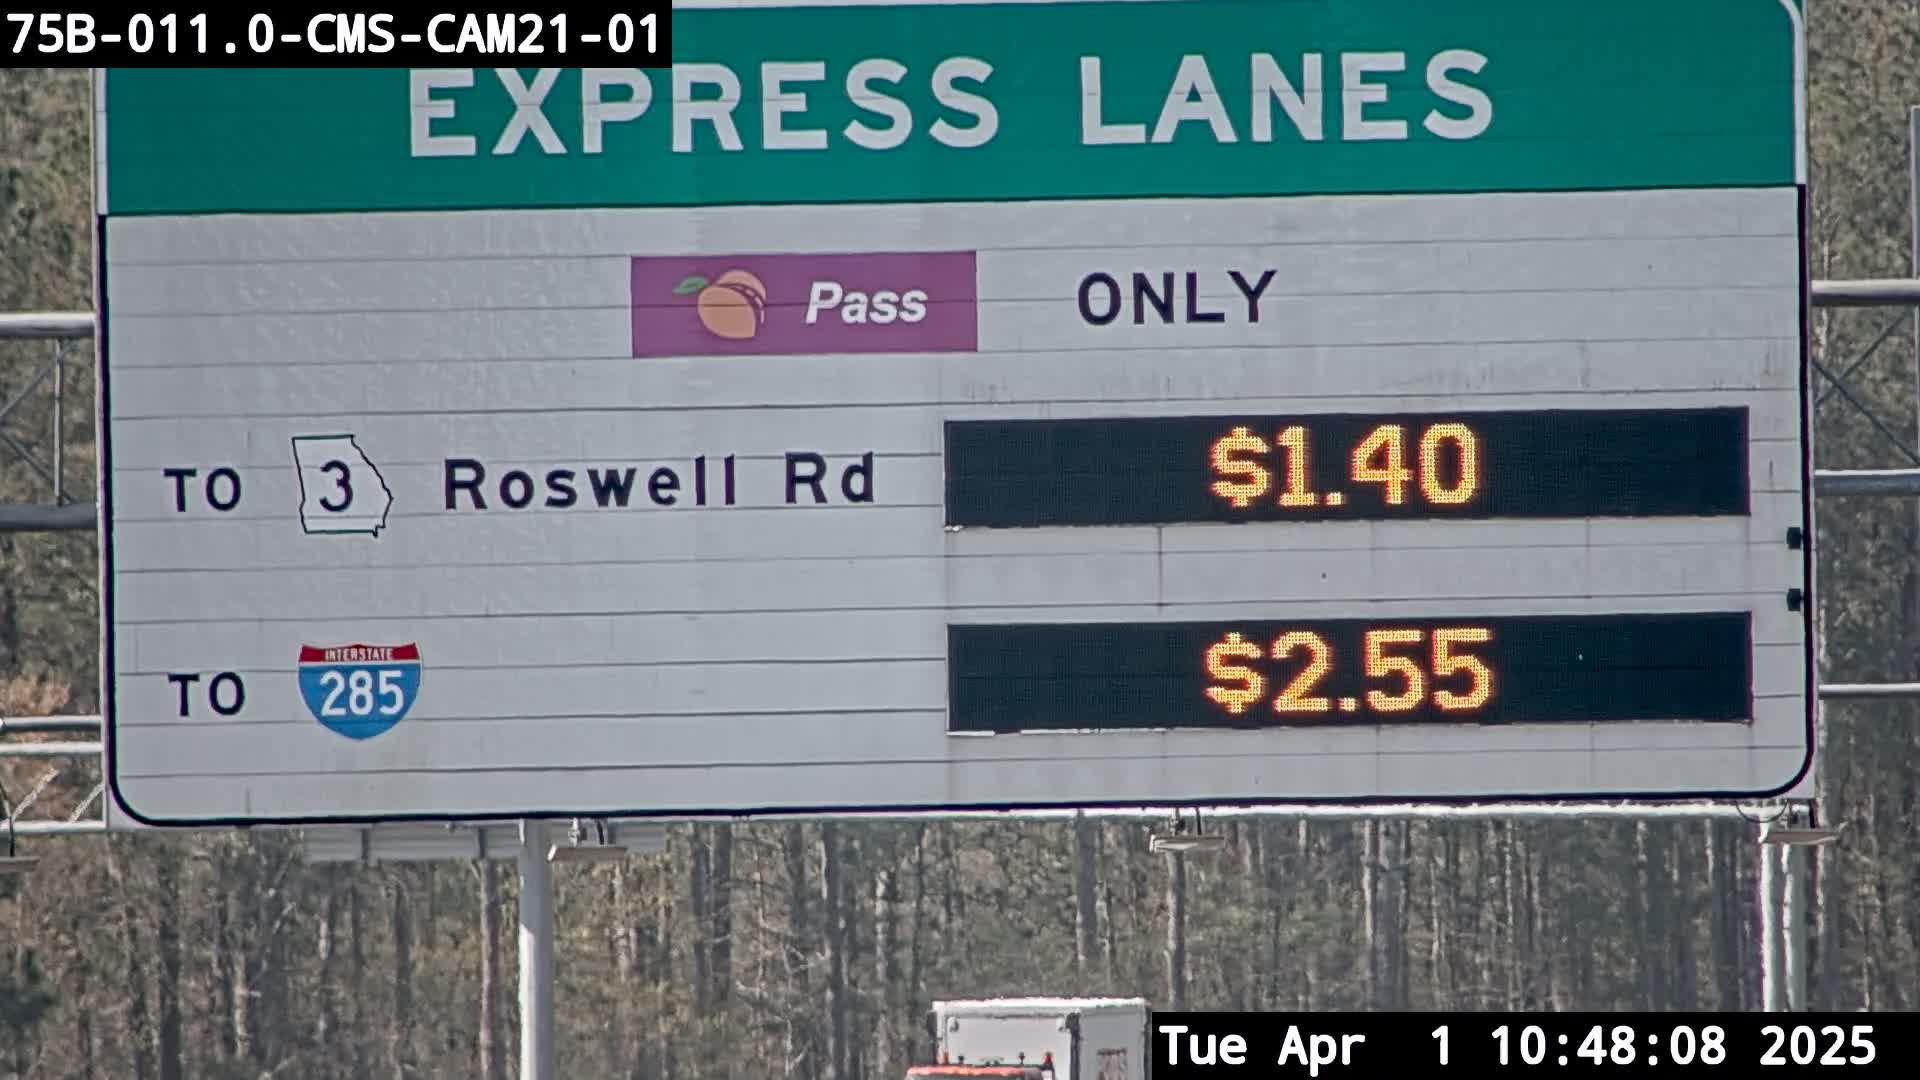 75B-011.0-CMS-CAM21-01
EXPRESS LANES
Pass ONLY
TO 3 Roswell Rd $1.40
TO INTERSTATE 285 $2.55
Tue Apr 1 10:48:08 2025